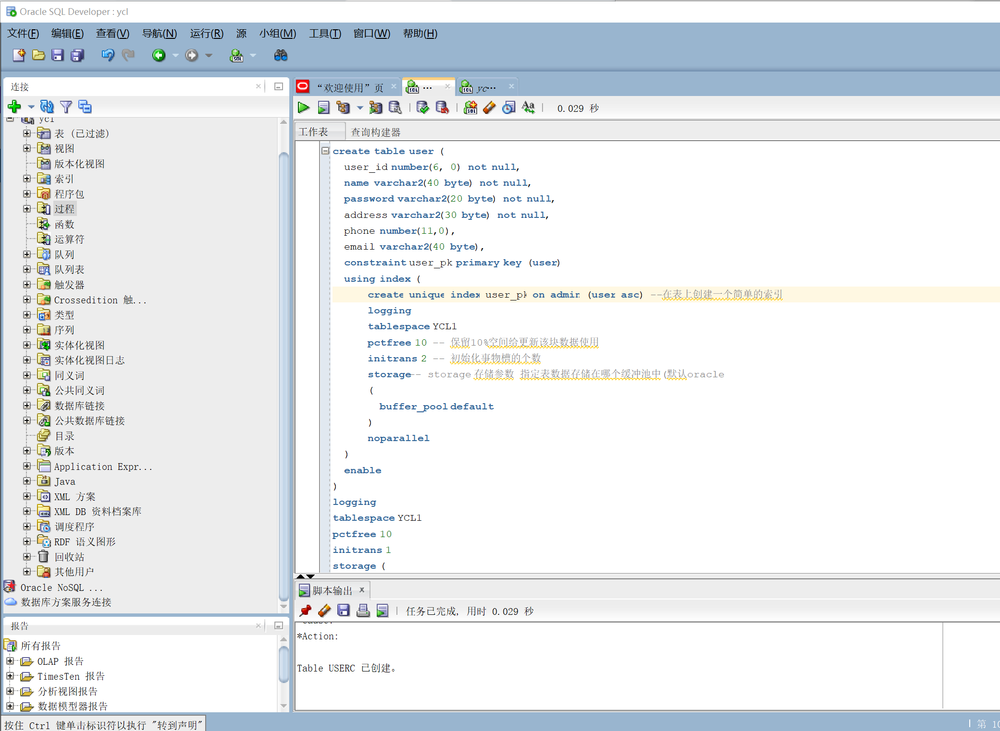 Oracle SQL Developer : ycl
文件(F) 编辑(E) 查看(V) 导航(N) 运行(R) 源 小组(M) 工具(T) 窗口(W) 帮助(H)
连接
ycl
表 (已过滤)
视图
版本化视图
索引
程序包
过程
函数
运算符
队列
队列表
触发器
Crossedition 触...
类型
序列
实体化视图
实体化视图日志
同义词
公共同义词
数据库链接
公共数据库链接
目录
版本
Application Expr...
Java
XML 方案
XML DB 资料档案库
调度程序
RDF 语义图形
回收站
其他用户
Oracle NoSQL ...
数据库方案服务连接
报告
所有报告
OLAP 报告
TimesTen 报告
分析视图报告
数据模型器报告
“欢迎使用”页 ... yc...
0.029 秒
工作表 查询构建器
create table user (
user_id number(6, 0) not null,
name varchar2(40 byte) not null,
password varchar2(20 byte) not null,
address varchar2(30 byte) not null,
phone number(11,0),
email varchar2(40 byte),
constraint user_pk primary key (user)
using index (
create unique index user_pk on admin (user asc) --在表上创建一个简单的索引
logging
tablespace YCL1
pctfree 10 -- 保留10%空间给更新该块数据使用
initrans 2 -- 初始化事物槽的个数
storage-- storage 存储参数 指定表数据存储在哪个缓冲池中(默认oracle
(
buffer_pool default
)
noparallel
)
enable
)
logging
tablespace YCL1
pctfree 10
initrans 1
storage (
脚本输出
任务已完成, 用时 0.029 秒
*Action:
Table USERC 已创建。
按住 Ctrl 键单击标识符以执行 "转到声明"
第 10